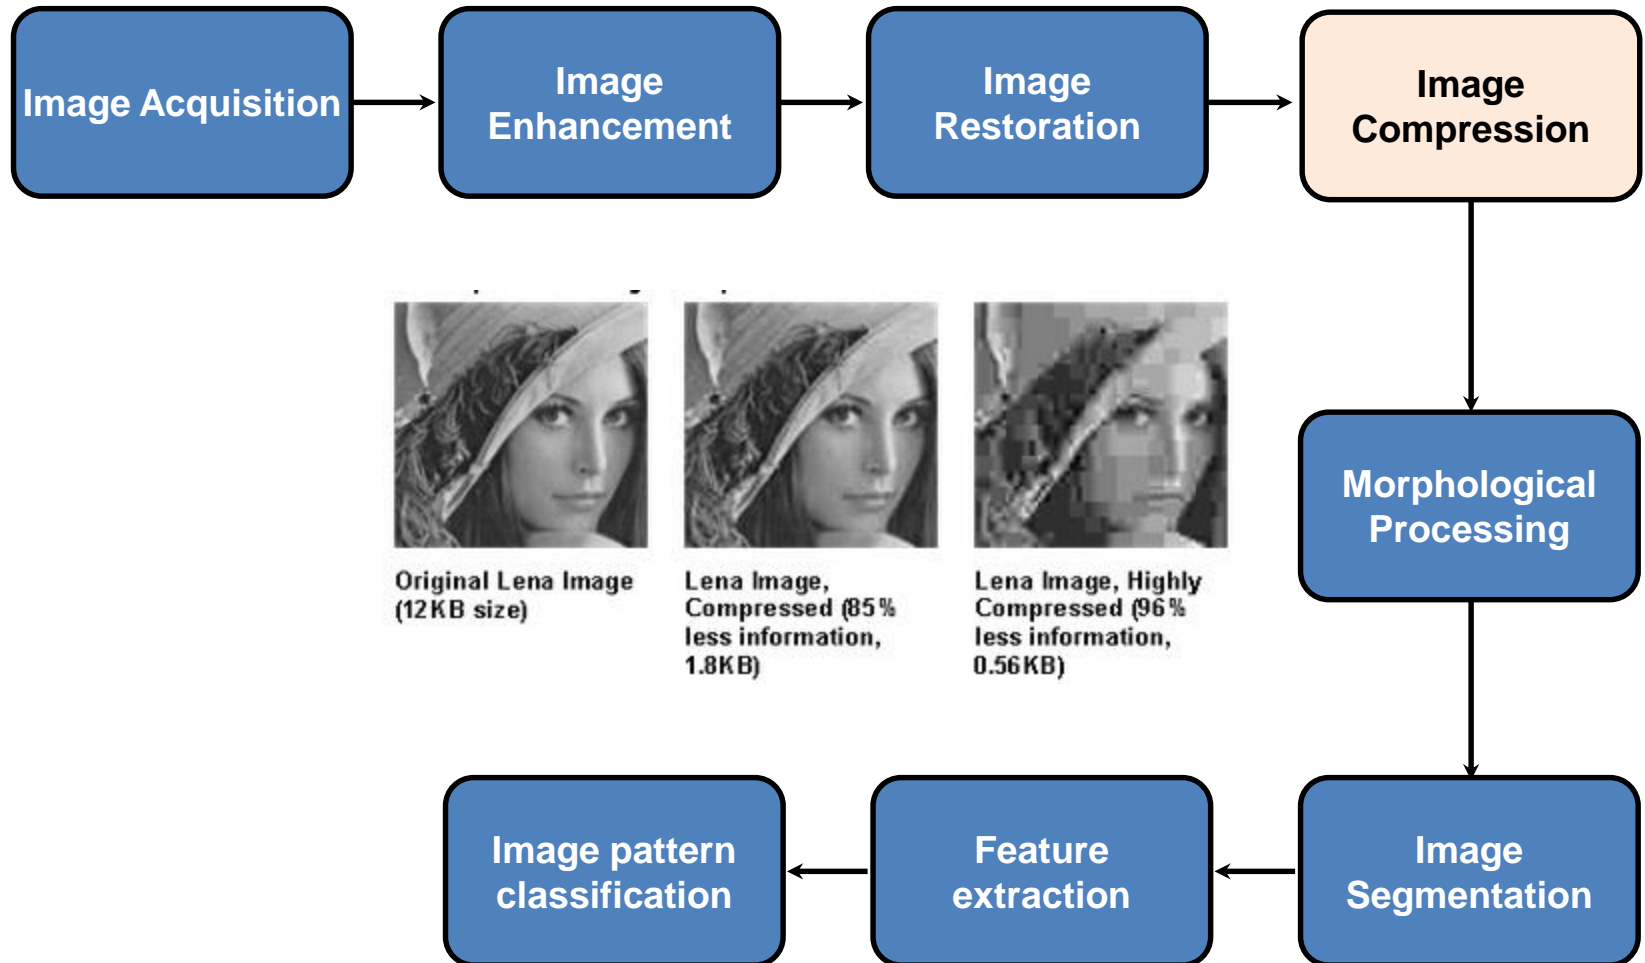 Image Acquisition
Image
Enhancement
Image
Restoration
Image
Compression
Original Lena Image
(12KB size)
Lena Image,
Compressed (85%
less information,
1.8KB)
Lena Image, Highly
Compressed (96%
less information,
0.56KB)
Morphological
Processing
Image pattern
classification
Feature
extraction
Image
Segmentation